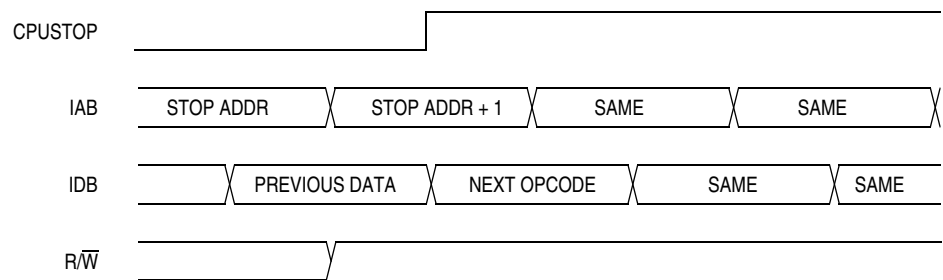 CPUSTOP
IAB STOP ADDR STOP ADDR + 1 SAME SAME
IDB PREVIOUS DATA NEXT OPCODE SAME SAME
R/W̅